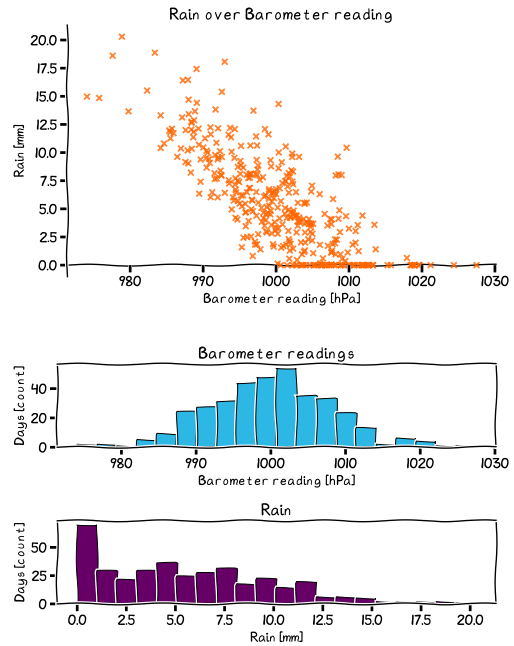 Rain over Barometer reading
20.0
17.5
15.0
12.5
10.0
7.5
5.0
2.5
0.0
Rain [mm]
980 990 1000 1010 1020 1030
Barometer reading [hPa]
Barometer readings
40
20
0
Days [count]
980 990 1000 1010 1020 1030
Barometer reading [hPa]
Rain
50
25
0
Days [count]
0.0 2.5 5.0 7.5 10.0 12.5 15.0 17.5 20.0
Rain [mm]